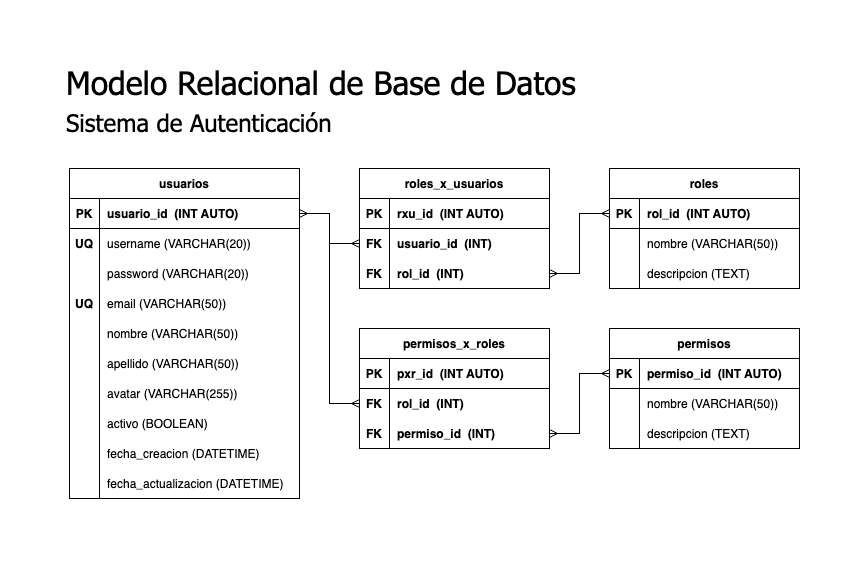 Modelo Relacional de Base de Datos
Sistema de Autenticación
usuarios
PK usuario_id (INT AUTO)
UQ username (VARCHAR(20))
password (VARCHAR(20))
UQ email (VARCHAR(50))
nombre (VARCHAR(50))
apellido (VARCHAR(50))
avatar (VARCHAR(255))
activo (BOOLEAN)
fecha_creacion (DATETIME)
fecha_actualizacion (DATETIME)
roles_x_usuarios
PK rxu_id (INT AUTO)
FK usuario_id (INT)
FK rol_id (INT)
roles
PK rol_id (INT AUTO)
nombre (VARCHAR(50))
descripcion (TEXT)
permisos_x_roles
PK pxr_id (INT AUTO)
FK rol_id (INT)
FK permiso_id (INT)
permisos
PK permiso_id (INT AUTO)
nombre (VARCHAR(50))
descripcion (TEXT)